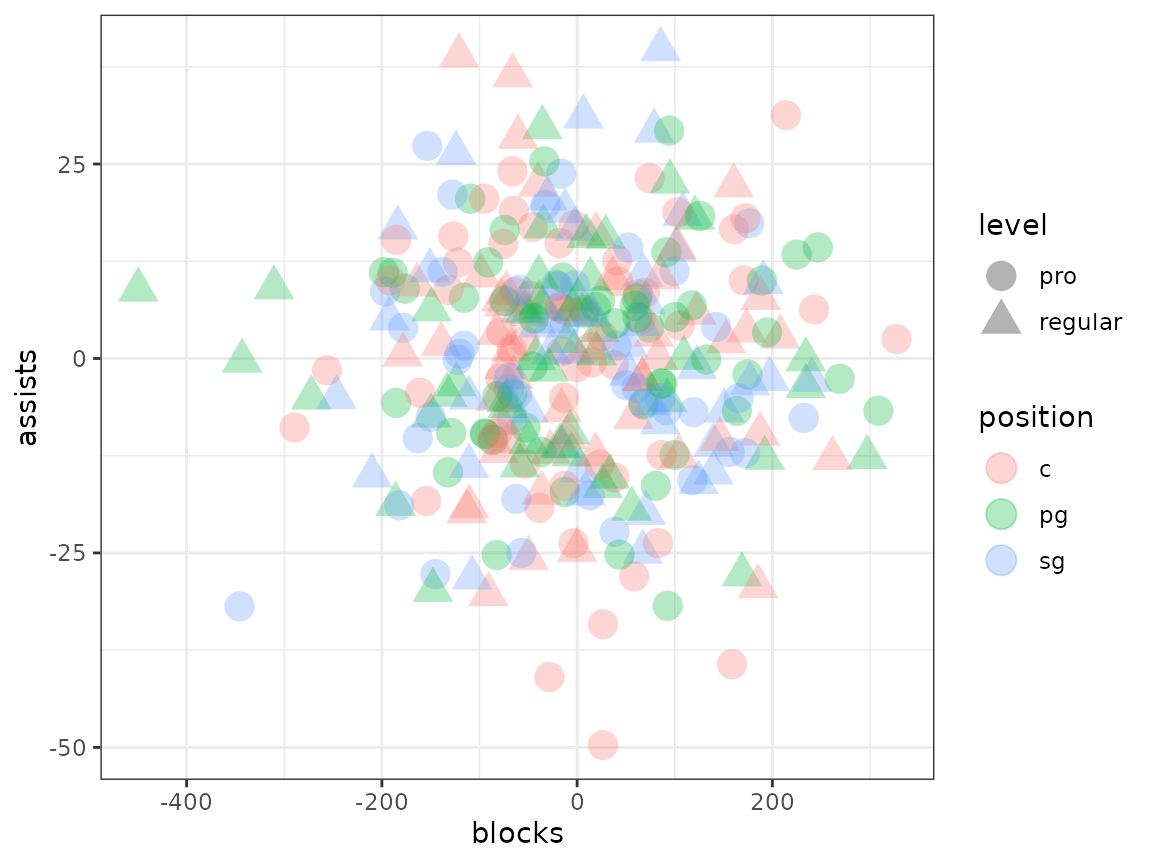 25
0
-25
-50
assists
-400
-200
0
200
blocks
level
pro
regular
position
c
pg
sg